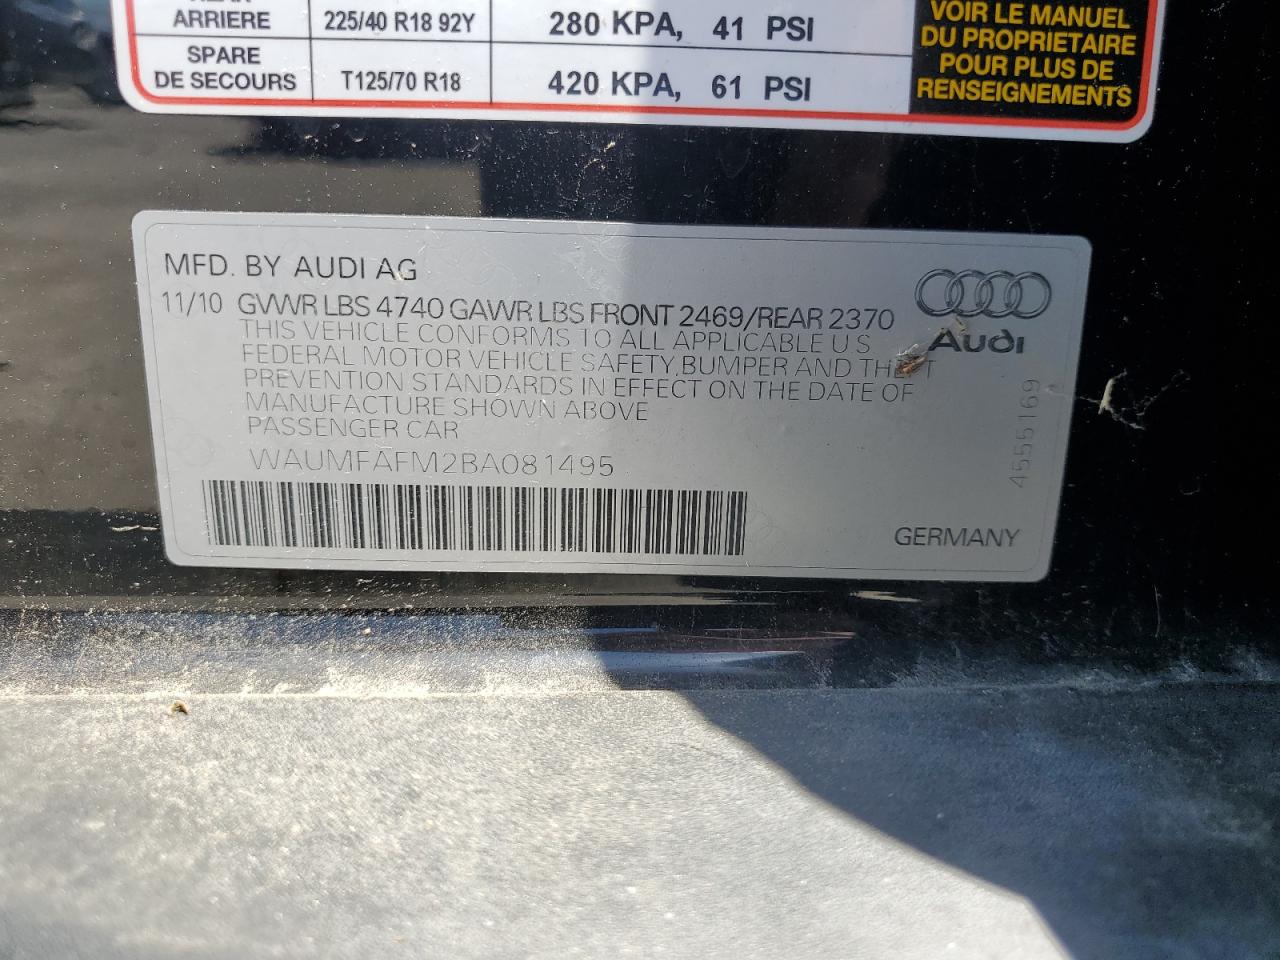 ARRIERE 225/40 R18 92Y 280 KPA, 41 PSI
SPARE
DE SECOURS T125/70 R18 420 KPA, 61 PSI
VOIR LE MANUEL
DU PROPRIETAIRE
POUR PLUS DE
RENSEIGNEMENTS
MFD. BY AUDI AG
11/10 GVWR LBS 4740 GAWR LBS FRONT 2469/REAR 2370
THIS VEHICLE CONFORMS TO ALL APPLICABLE U S
FEDERAL MOTOR VEHICLE SAFETY, BUMPER AND THEFT
PREVENTION STANDARDS IN EFFECT ON THE DATE OF
MANUFACTURE SHOWN ABOVE
PASSENGER CAR
WAUMFAFM2BA081495
Audi
4555169
GERMANY